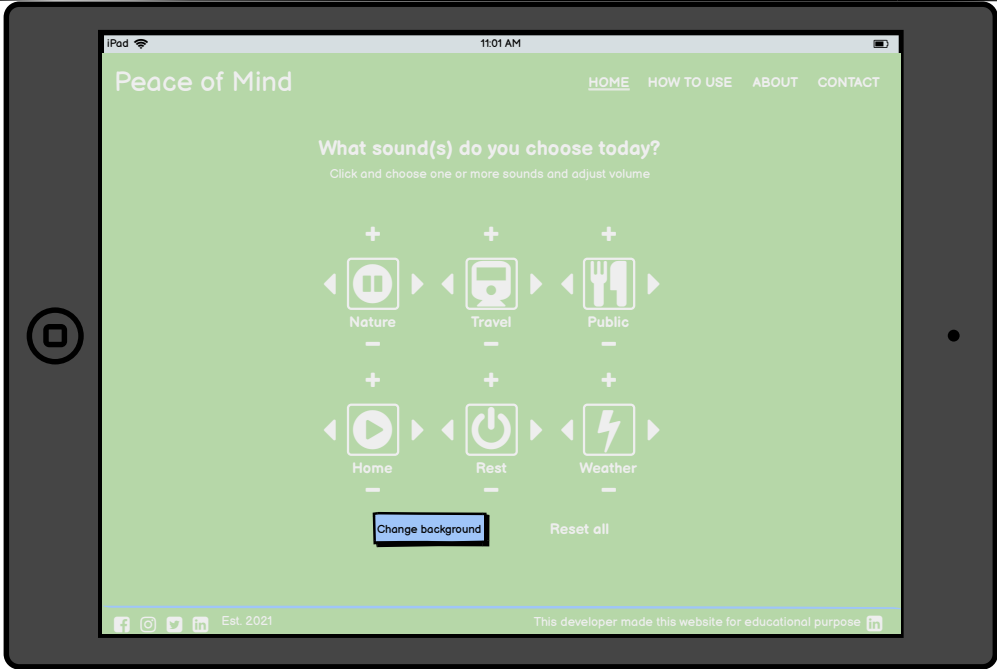 iPad 11:01 AM
Peace of Mind HOME HOW TO USE ABOUT CONTACT
What sound(s) do you choose today?
Click and choose one or more sounds and adjust volume
+ + +
Nature Travel Public
- - -
+ + +
Home Rest Weather
- - -
Change background Reset all
Est. 2021 This developer made this website for educational purpose